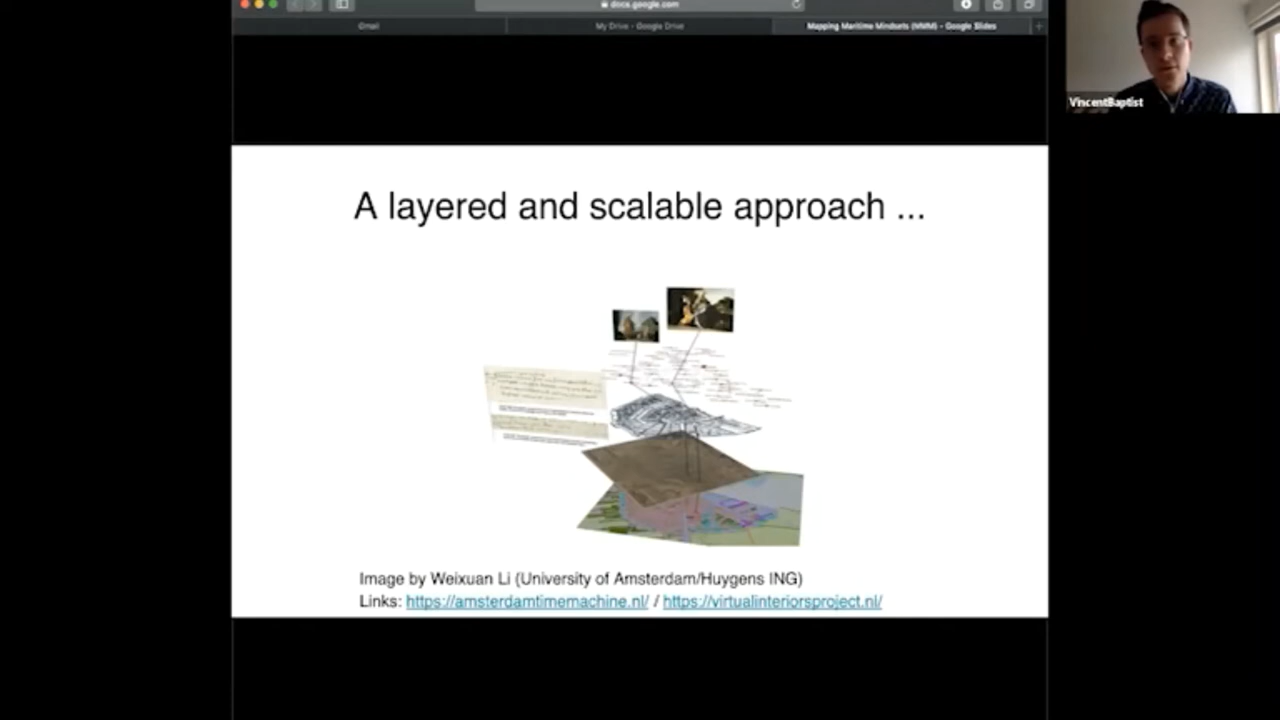 docs.google.com
Gmail
My Drive - Google Drive
Mapping Maritime Mindsets (MMM) - Google Slides
VincentBaptist
A layered and scalable approach ...
Image by Weixuan Li (University of Amsterdam/Huygens ING)
Links: https://amsterdamtimemachine.nl/ / https://virtualinteriorsproject.nl/